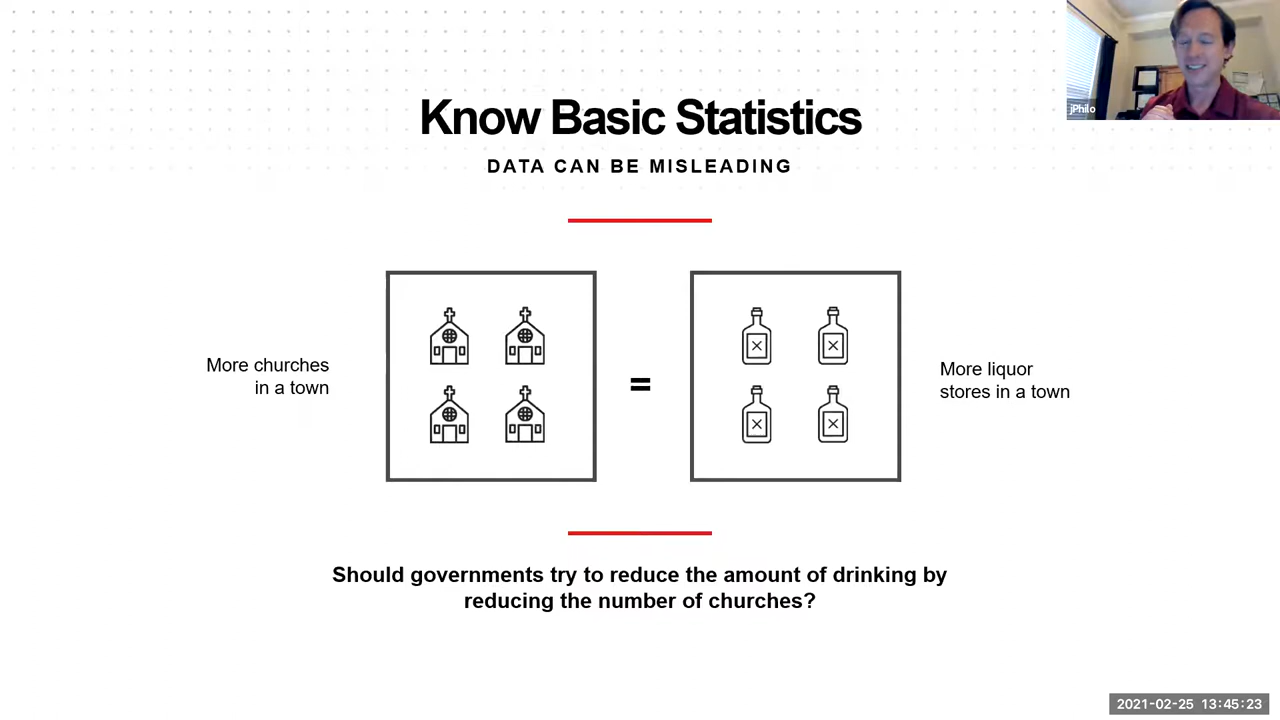 jPhilo
Know Basic Statistics
DATA CAN BE MISLEADING
More churches
in a town
=
More liquor
stores in a town
Should governments try to reduce the amount of drinking by
reducing the number of churches?
2021-02-25 13:45:23